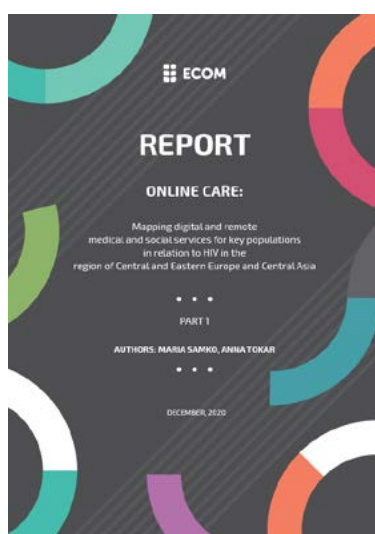 ECOM
REPORT
ONLINE CARE:
Mapping digital and remote
medical and social services for key populations
in relation to HIV in the
region of Central and Eastern Europe and Central Asia
PART 1
AUTHORS: MARIA SAMKO, ANNA TOKAR
DECEMBER, 2020